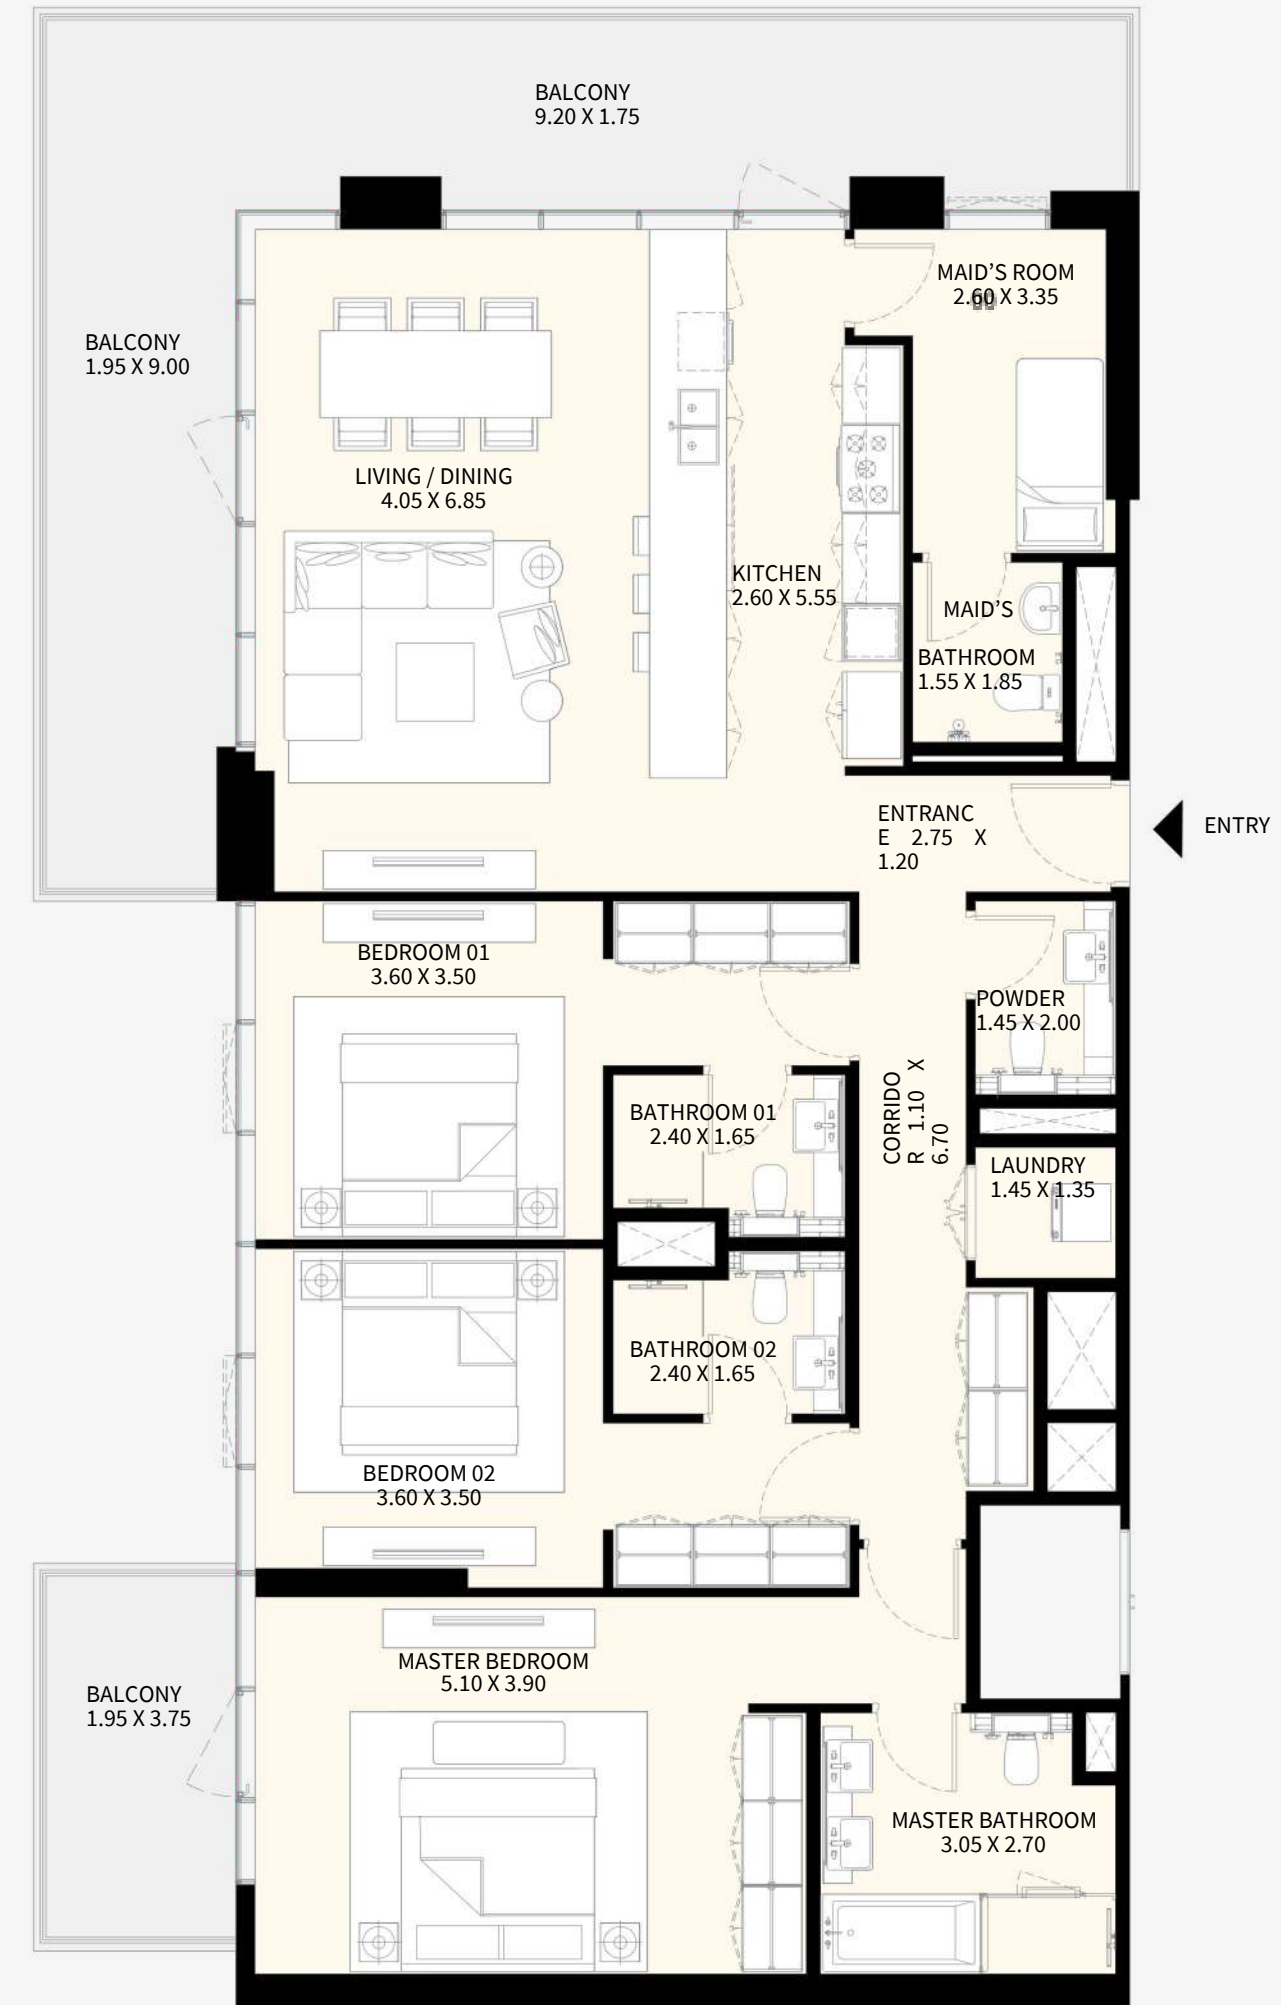 BALCONY
9.20 X 1.75
MAID’S ROOM
2.60 X 3.35
BALCONY
1.95 X 9.00
LIVING / DINING
4.05 X 6.85
KITCHEN
2.60 X 5.55
MAID’S
BATHROOM
1.55 X 1.85
ENTRANC
E 2.75 X
1.20
ENTRY
BEDROOM 01
3.60 X 3.50
POWDER
1.45 X 2.00
BATHROOM 01
2.40 X 1.65
CORRIDO
R 1.10 X
6.70
LAUNDRY
1.45 X 1.35
BATHROOM 02
2.40 X 1.65
BEDROOM 02
3.60 X 3.50
MASTER BEDROOM
5.10 X 3.90
BALCONY
1.95 X 3.75
MASTER BATHROOM
3.05 X 2.70